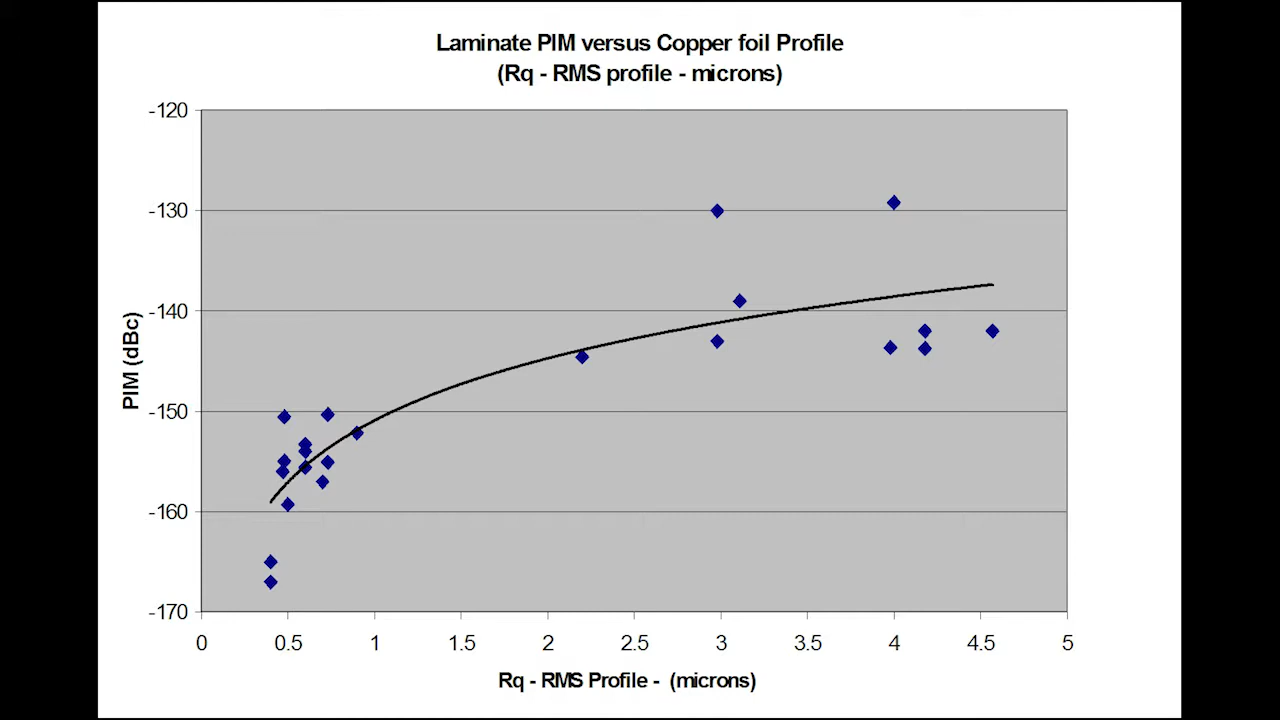 Laminate PIM versus Copper foil Profile
(Rq - RMS profile - microns)
-120
-130
-140
-150
-160
-170
PIM (dBc)
0 0.5 1 1.5 2 2.5 3 3.5 4 4.5 5
Rq - RMS Profile - (microns)